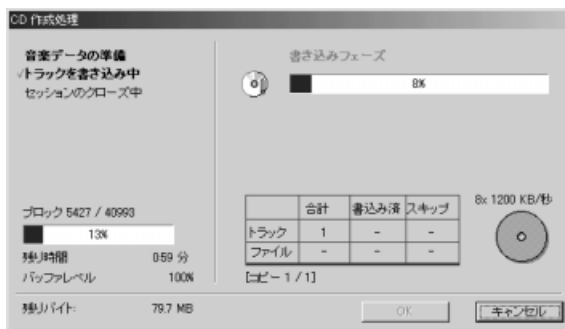 CD 作成処理
音楽データの準備
√トラックを書き込み中
セッションのクローズ中
書き込みフェーズ
8%
ブロック 5427 / 40993
13%
残り時間 0:59 分
バッファレベル 100%
残りバイト: 79.7 MB
合計 書込み済 スキップ
トラック 1 - -
ファイル - - -
[コピー 1 / 1]
8x 1200 KB/秒
OK
キャンセル